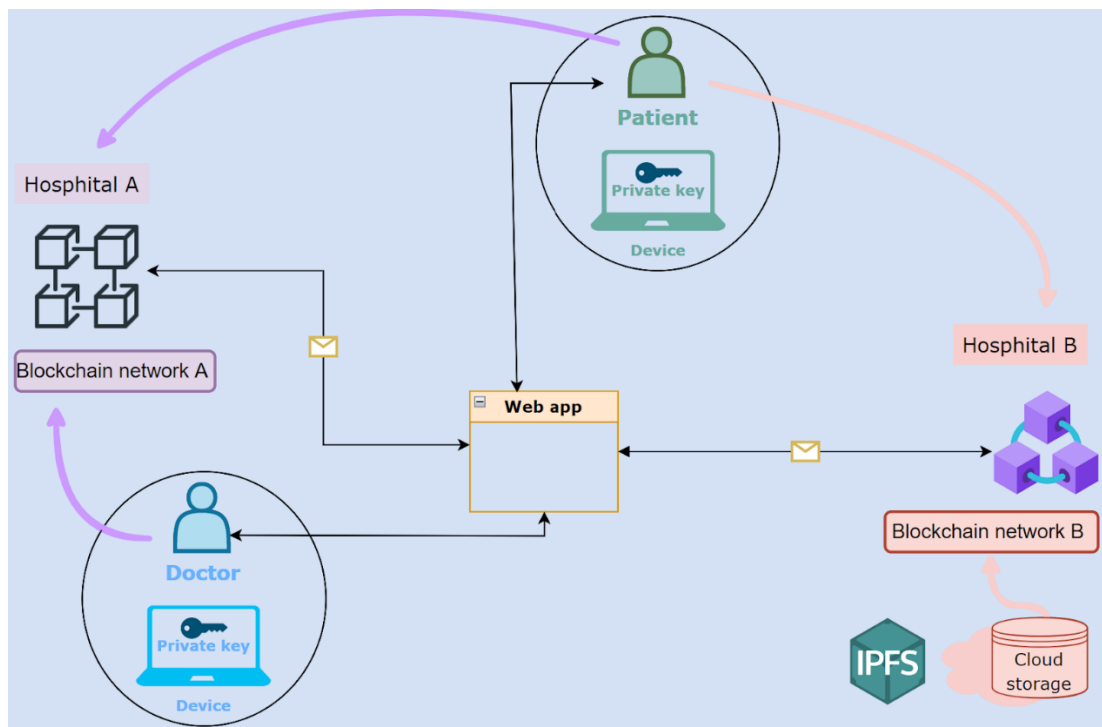 Patient
Private key
Device
Hosphital A
Blockchain network A
Hosphital B
Web app
Blockchain network B
Doctor
Private key
Device
IPFS
Cloud
storage